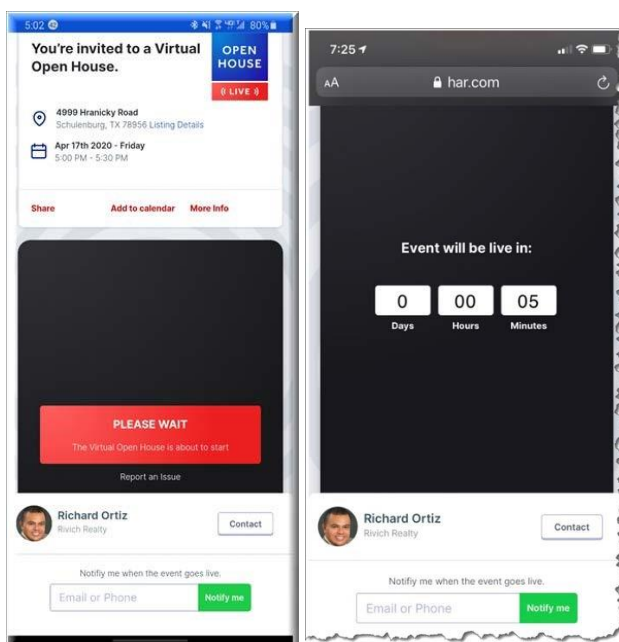 5:02
80%
You're invited to a Virtual
Open House.
OPEN
HOUSE
LIVE
4999 Hranicky Road
Schulenburg, TX 78956 Listing Details
Apr 17th 2020 - Friday
5:00 PM - 5:30 PM
Share Add to calendar More Info
PLEASE WAIT
The Virtual Open House is about to start
Report an Issue
Richard Ortiz
Rivich Realty
Contact
Notifiy me when the event goes live.
Email or Phone Notify me
7:25
AA har.com
Event will be live in:
0 00 05
Days Hours Minutes
Richard Ortiz
Rivich Realty
Contact
Notifiy me when the event goes live.
Email or Phone Notify me